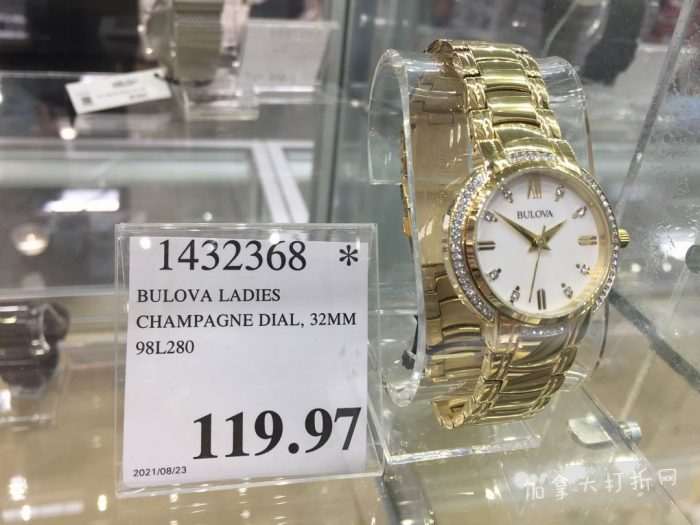 1432368 *
BULOVA LADIES
CHAMPAGNE DIAL, 32MM
98L280
119.97
2021/08/23
XII
BULOVA
加拿大打折网